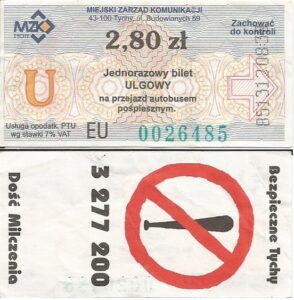 MIEJSKI ZARZĄD KOMUNIKACJI
43-100 Tychy, ul. Budowlanych 59
MZK
TYCHY
Zachować
do kontroli
2,80 zł
Jednorazowy bilet
ULGOWY
na przejazd autobusem
pospiesznym.
U
Usługa opodatk. PTU
wg stawki 7% VAT
EU 0026485
Dość Milczenia
3 277 200
Bezpieczne Tychy